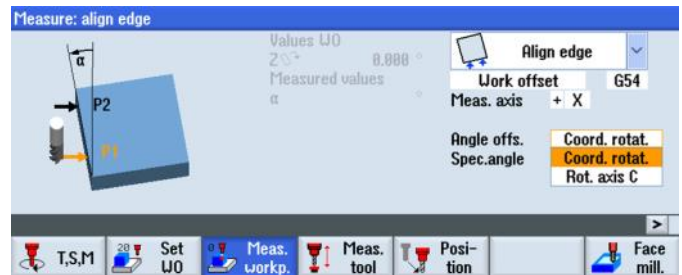 Measure: align edge
Values WO
Z 0.000 °
Measured values
α °
α
P2
P1
Align edge
Work offset G54
Meas. axis + X
Angle offs. Coord. rotat.
Spec.angle Coord. rotat.
Rot. axis C
>
T,S,M
Set
WO
Meas.
workp.
Meas.
tool
Posi-
tion
Face
mill.